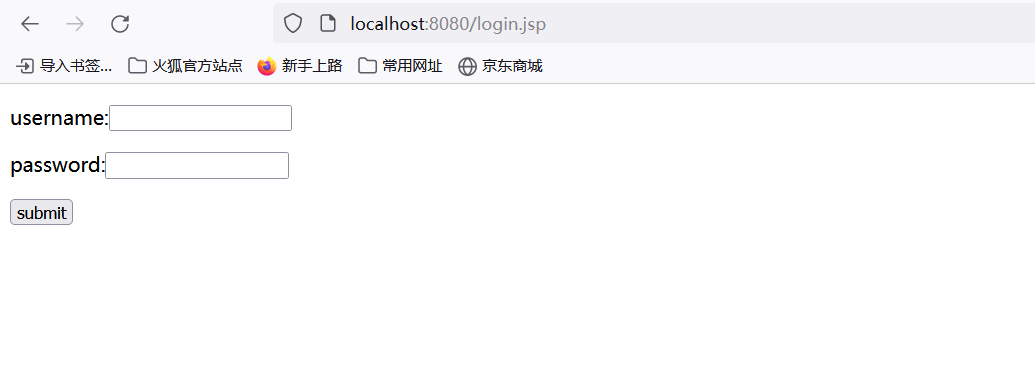 localhost:8080/login.jsp
导入书签... 火狐官方站点 新手上路 常用网址 京东商城
username:
password:
submit